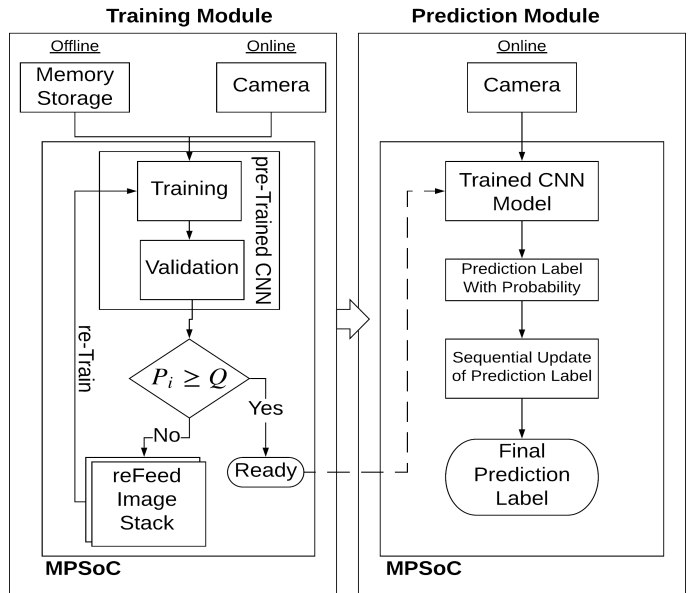 Training Module
Offline
Online
Memory
Storage
Camera
Training
Validation
pre-Trained CNN
re-Train
P_i ≥ Q
Yes
No
Ready
reFeed
Image
Stack
MPSoC
Prediction Module
Online
Camera
Trained CNN
Model
Prediction Label
With Probability
Sequential Update
of Prediction Label
Final
Prediction
Label
MPSoC